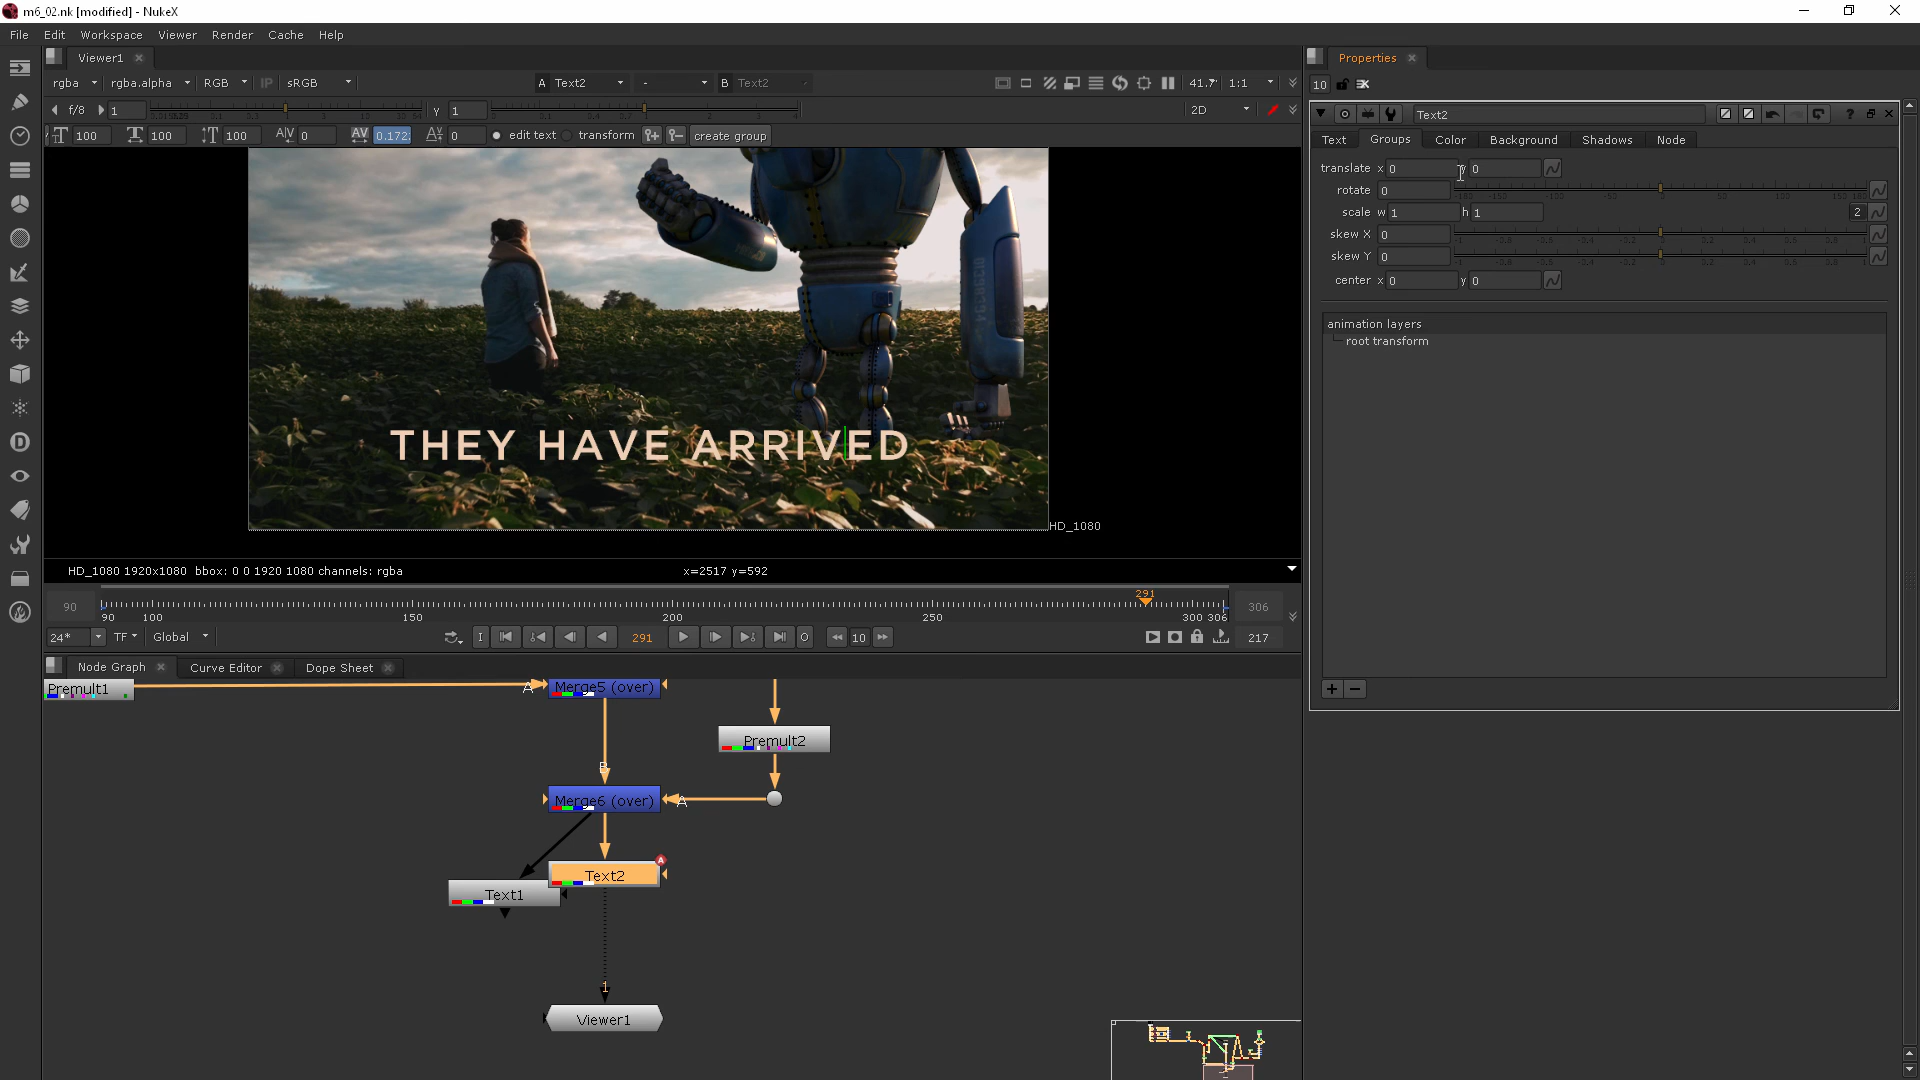 m6_02.nk [modified] - NukeX
File Edit Workspace Viewer Render Cache Help
Viewer1
Properties
rgba rgba.alpha RGB IP sRGB A Text2 - B Text2 41.7 1:1
10
f/8 1 Y 1 2D
Text2
100 100 100 0 0.172 0 edit text transform create group
Text Groups Color Background Shadows Node
translate x 0 y 0
rotate 0
scale w 1 h 1 2
skew X 0
skew Y 0
center x 0 y 0
animation layers
root transform
THEY HAVE ARRIVED
HD_1080
HD_1080 1920x1080 bbox: 0 0 1920 1080 channels: rgba x=2517 y=592
90 291 306
90 100 150 200 250 300 306
24* TF Global I 291 O 10 217
Node Graph Curve Editor Dope Sheet
Premult1 A Merge5 (over)
Premult2
B
Merge6 (over) A
A
Text2
Text1
1
Viewer1